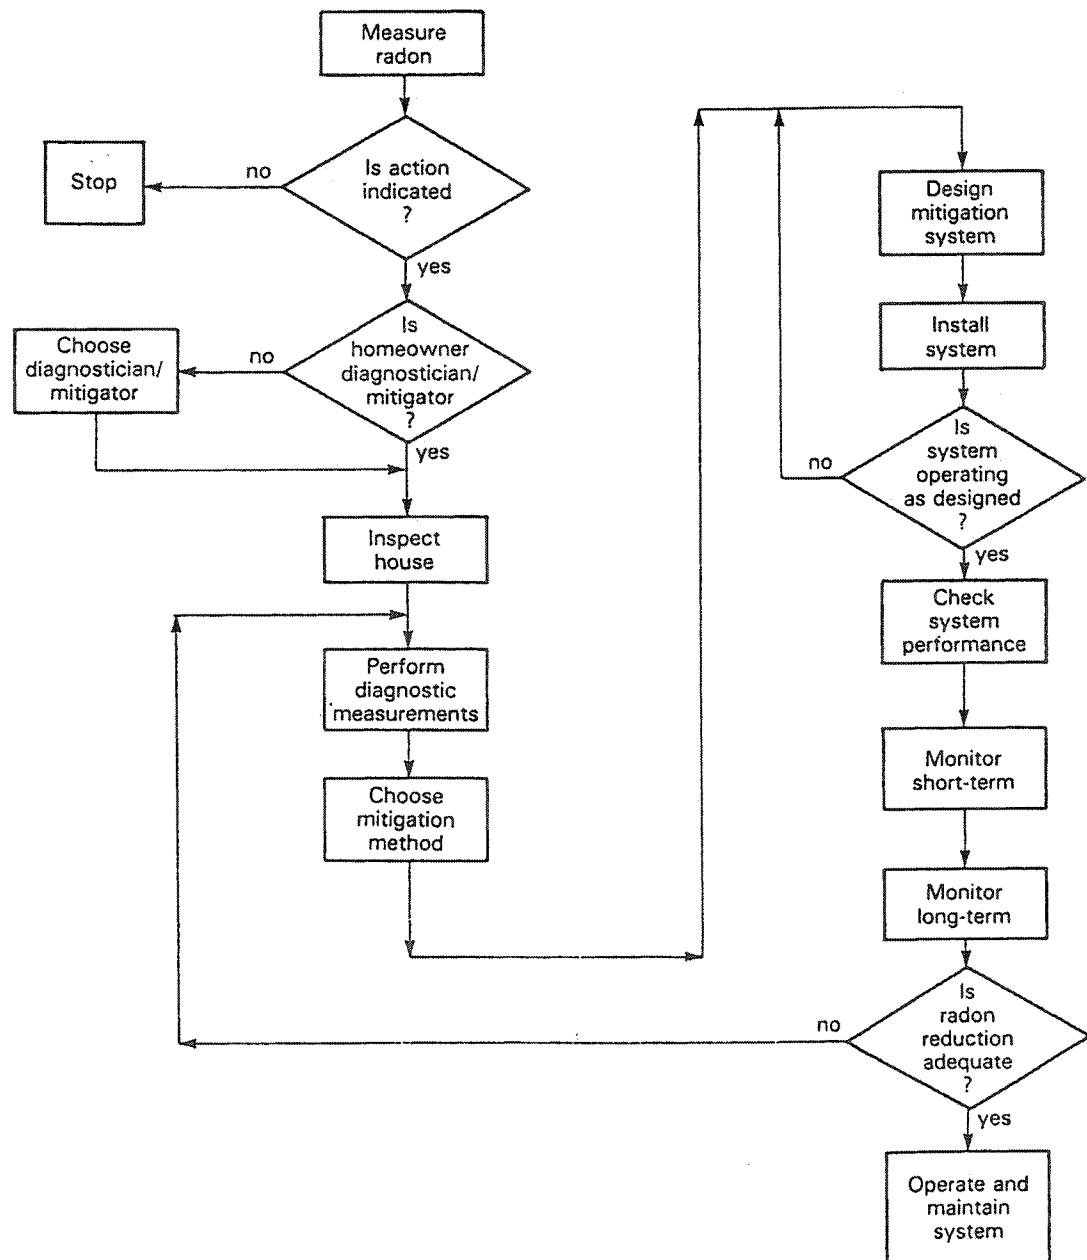 Measure
radon
Is action
indicated
?
no
Stop
yes
Is
homeowner
diagnostician/
mitigator
?
no
Choose
diagnostician/
mitigator
yes
Inspect
house
Perform
diagnostic
measurements
Choose
mitigation
method
Design
mitigation
system
Install
system
Is
system
operating
as designed
?
no
yes
Check
system
performance
Monitor
short-term
Monitor
long-term
Is
radon
reduction
adequate
?
no
yes
Operate and
maintain
system